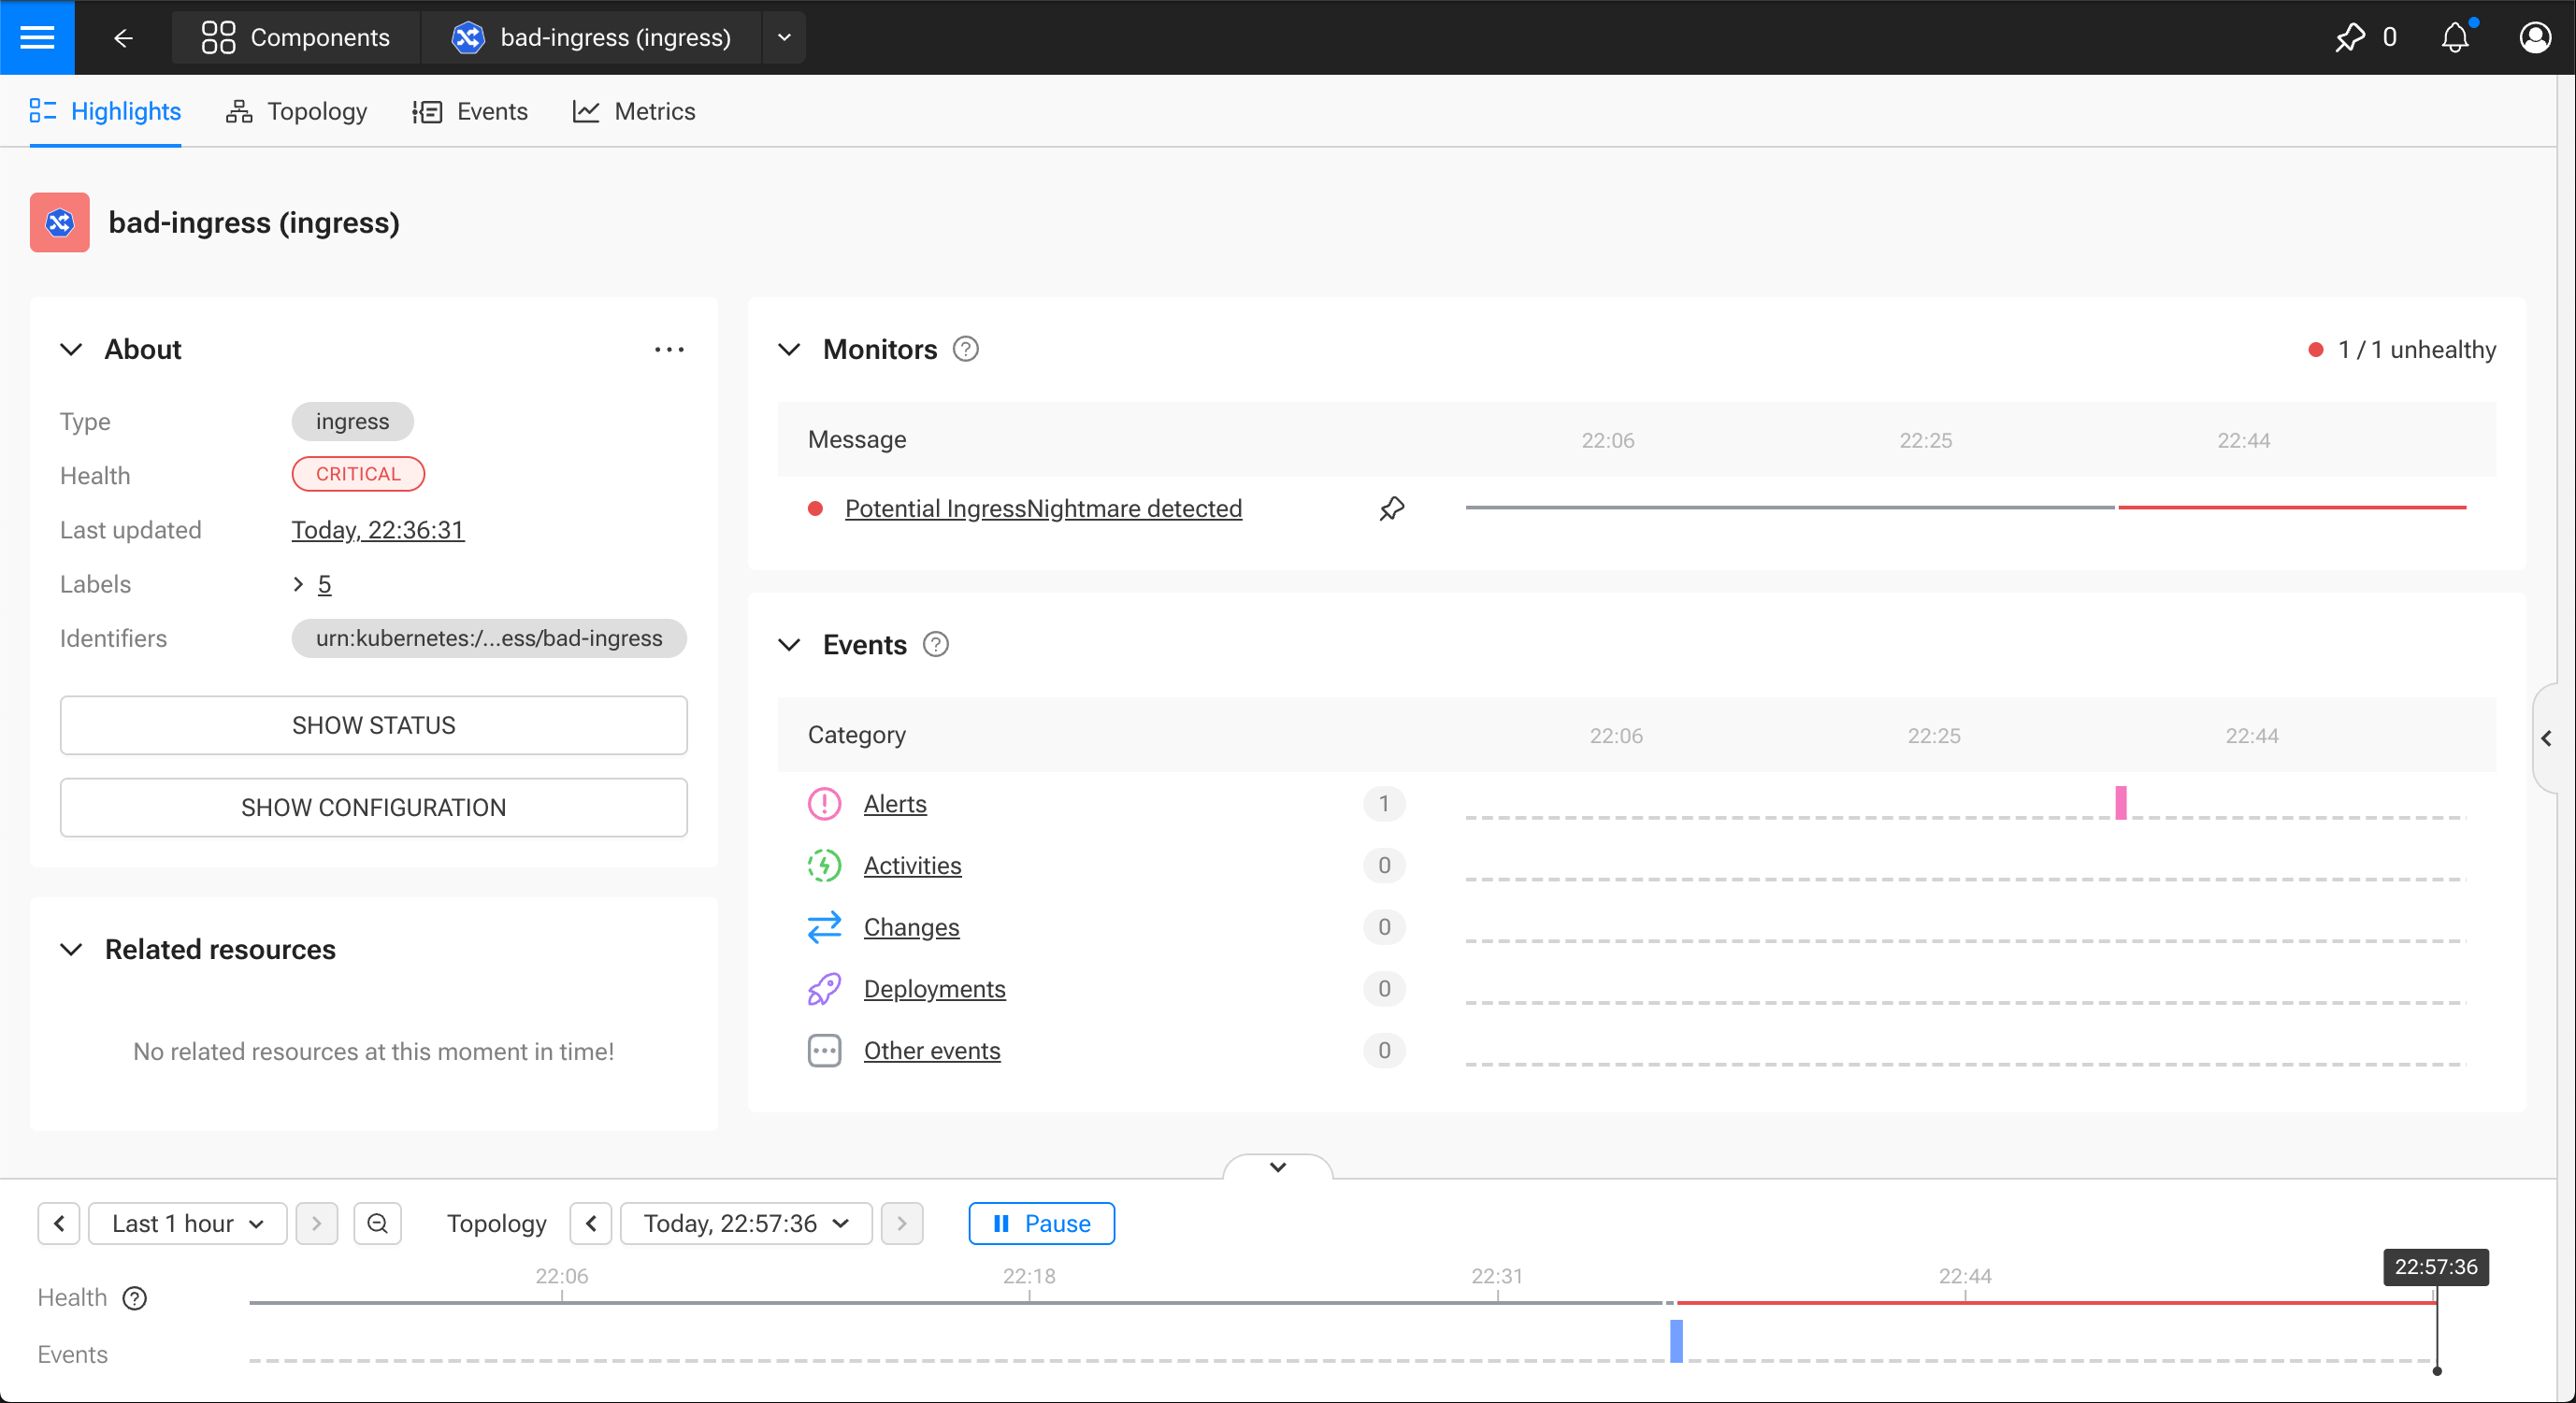 Components
bad-ingress (ingress)
0
Highlights
Topology
Events
Metrics
bad-ingress (ingress)
About
Type
ingress
Health
CRITICAL
Last updated
Today, 22:36:31
Labels
5
Identifiers
urn:kubernetes:/...ess/bad-ingress
SHOW STATUS
SHOW CONFIGURATION
Related resources
No related resources at this moment in time!
Monitors
1 / 1 unhealthy
Message
22:06
22:25
22:44
Potential IngressNightmare detected
Events
Category
22:06
22:25
22:44
Alerts
1
Activities
0
Changes
0
Deployments
0
Other events
0
Last 1 hour
Topology
Today, 22:57:36
Pause
22:06
22:18
22:31
22:44
22:57:36
Health
Events